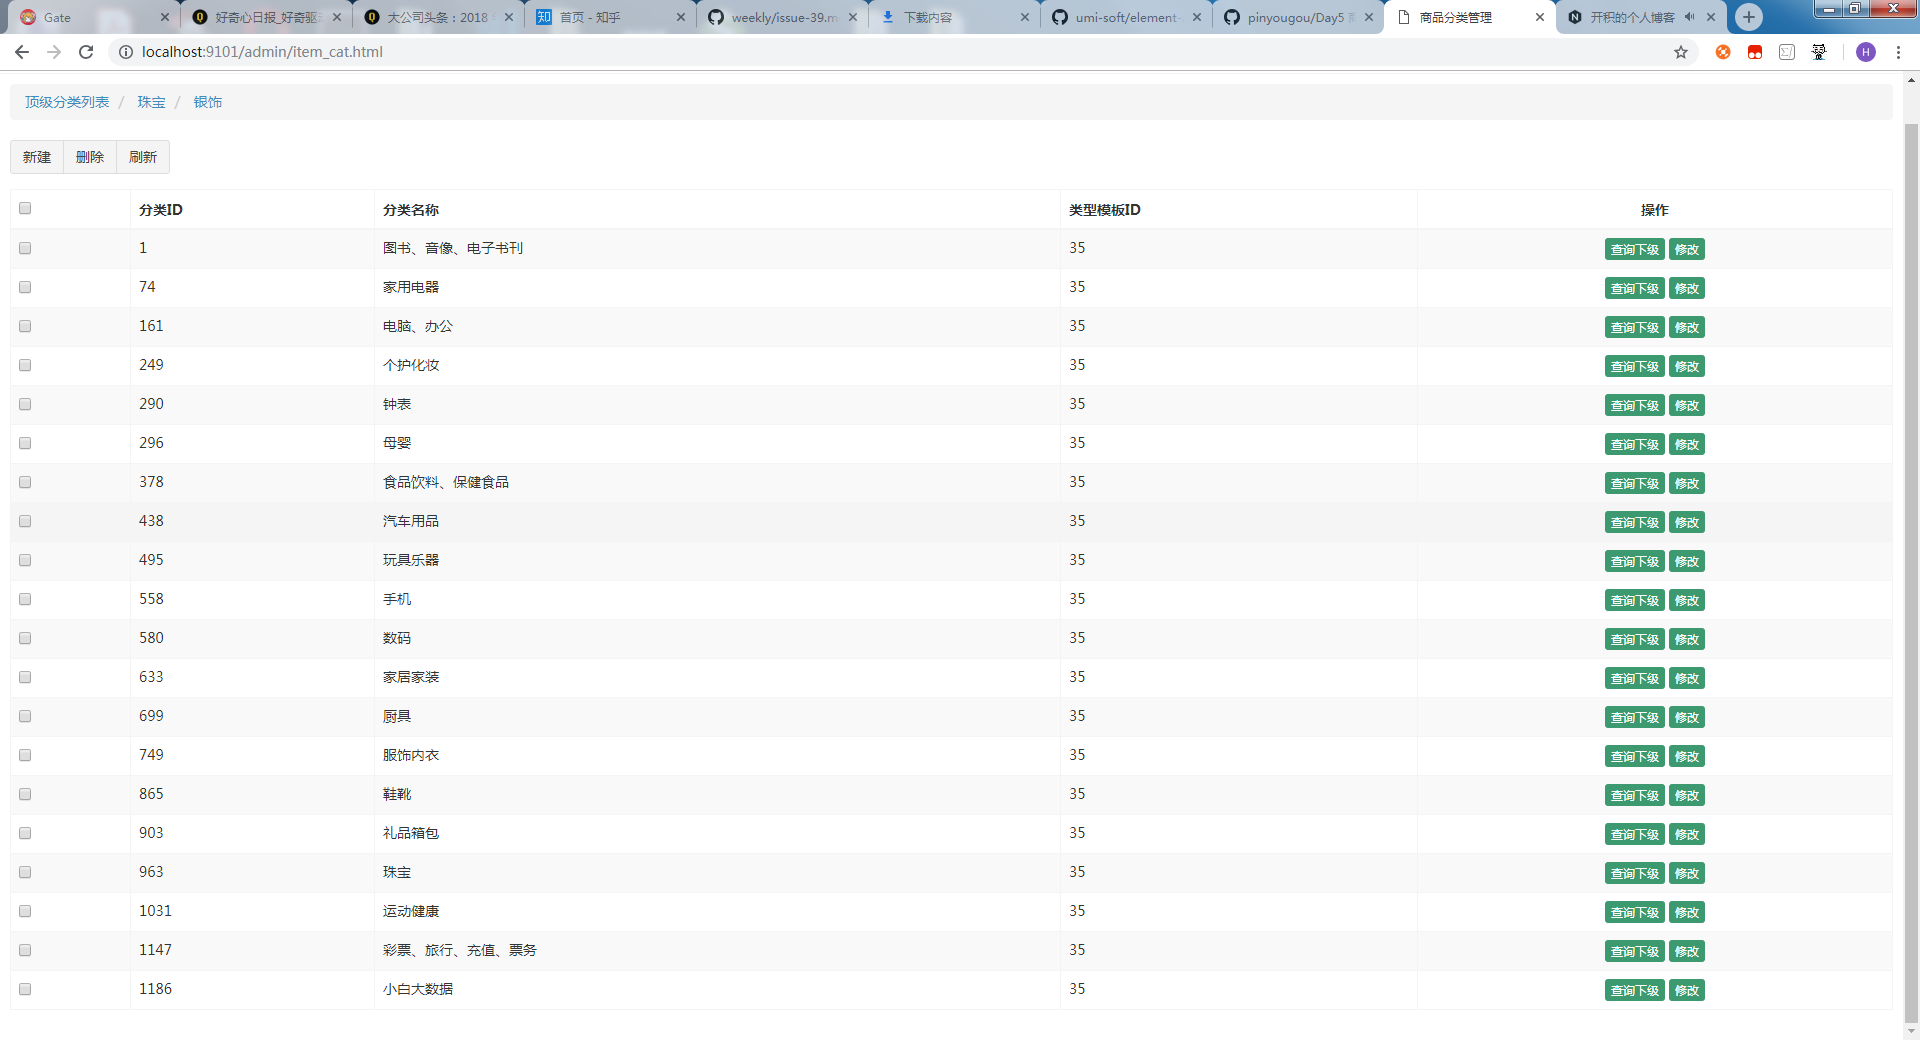 Gate
好奇心日报_好奇驱动
大公司头条：2018
首页 - 知乎
weekly/issue-39.m
下载内容
umi-soft/element-
pinyougou/Day5
商品分类管理
开积的个人博客
localhost:9101/admin/item_cat.html
H
顶级分类列表 / 珠宝 / 银饰
新建 删除 刷新
分类ID 分类名称 类型模板ID 操作
1 图书、音像、电子书刊 35 查询下级 修改
74 家用电器 35 查询下级 修改
161 电脑、办公 35 查询下级 修改
249 个护化妆 35 查询下级 修改
290 钟表 35 查询下级 修改
296 母婴 35 查询下级 修改
378 食品饮料、保健食品 35 查询下级 修改
438 汽车用品 35 查询下级 修改
495 玩具乐器 35 查询下级 修改
558 手机 35 查询下级 修改
580 数码 35 查询下级 修改
633 家居家装 35 查询下级 修改
699 厨具 35 查询下级 修改
749 服饰内衣 35 查询下级 修改
865 鞋靴 35 查询下级 修改
903 礼品箱包 35 查询下级 修改
963 珠宝 35 查询下级 修改
1031 运动健康 35 查询下级 修改
1147 彩票、旅行、充值、票务 35 查询下级 修改
1186 小白大数据 35 查询下级 修改